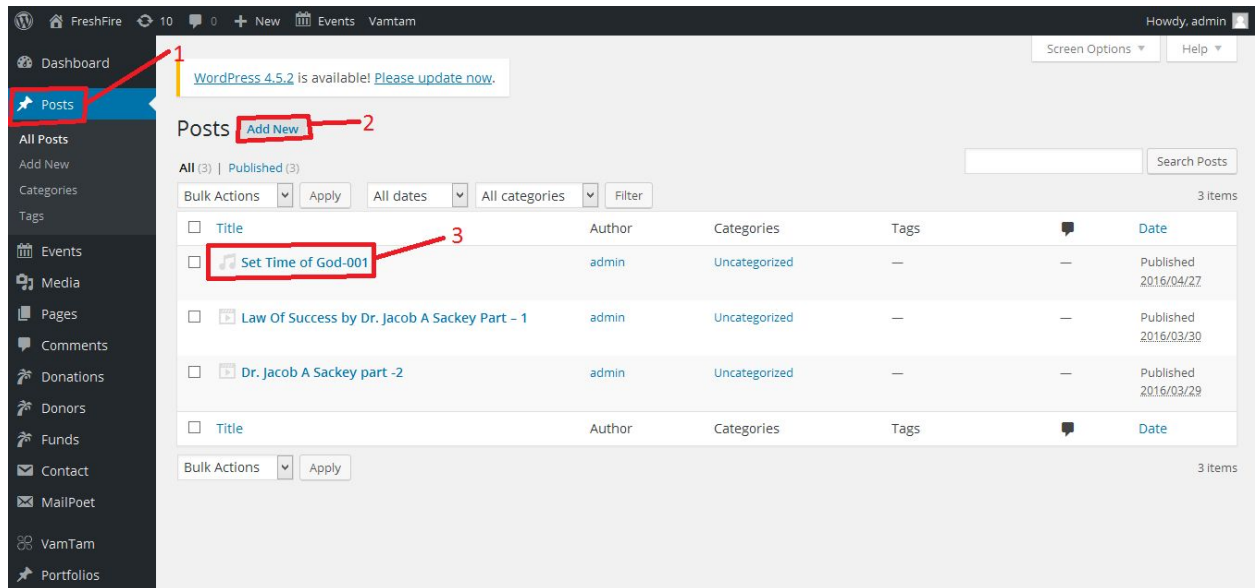 FreshFire 10 0 New Events Vamtam Howdy, admin
Screen Options Help
Dashboard
Posts
All Posts
Add New
Categories
Tags
Events
Media
Pages
Comments
Donations
Donors
Funds
Contact
MailPoet
VamTam
Portfolios
1
WordPress 4.5.2 is available! Please update now.
Posts Add New 2
All (3) | Published (3)
Search Posts
Bulk Actions Apply All dates All categories Filter 3 items
Title Author Categories Tags Date
3
Set Time of God-001 admin Uncategorized — — Published
2016/04/27
Law Of Success by Dr. Jacob A Sackey Part – 1 admin Uncategorized — — Published
2016/03/30
Dr. Jacob A Sackey part -2 admin Uncategorized — — Published
2016/03/29
Title Author Categories Tags Date
Bulk Actions Apply 3 items